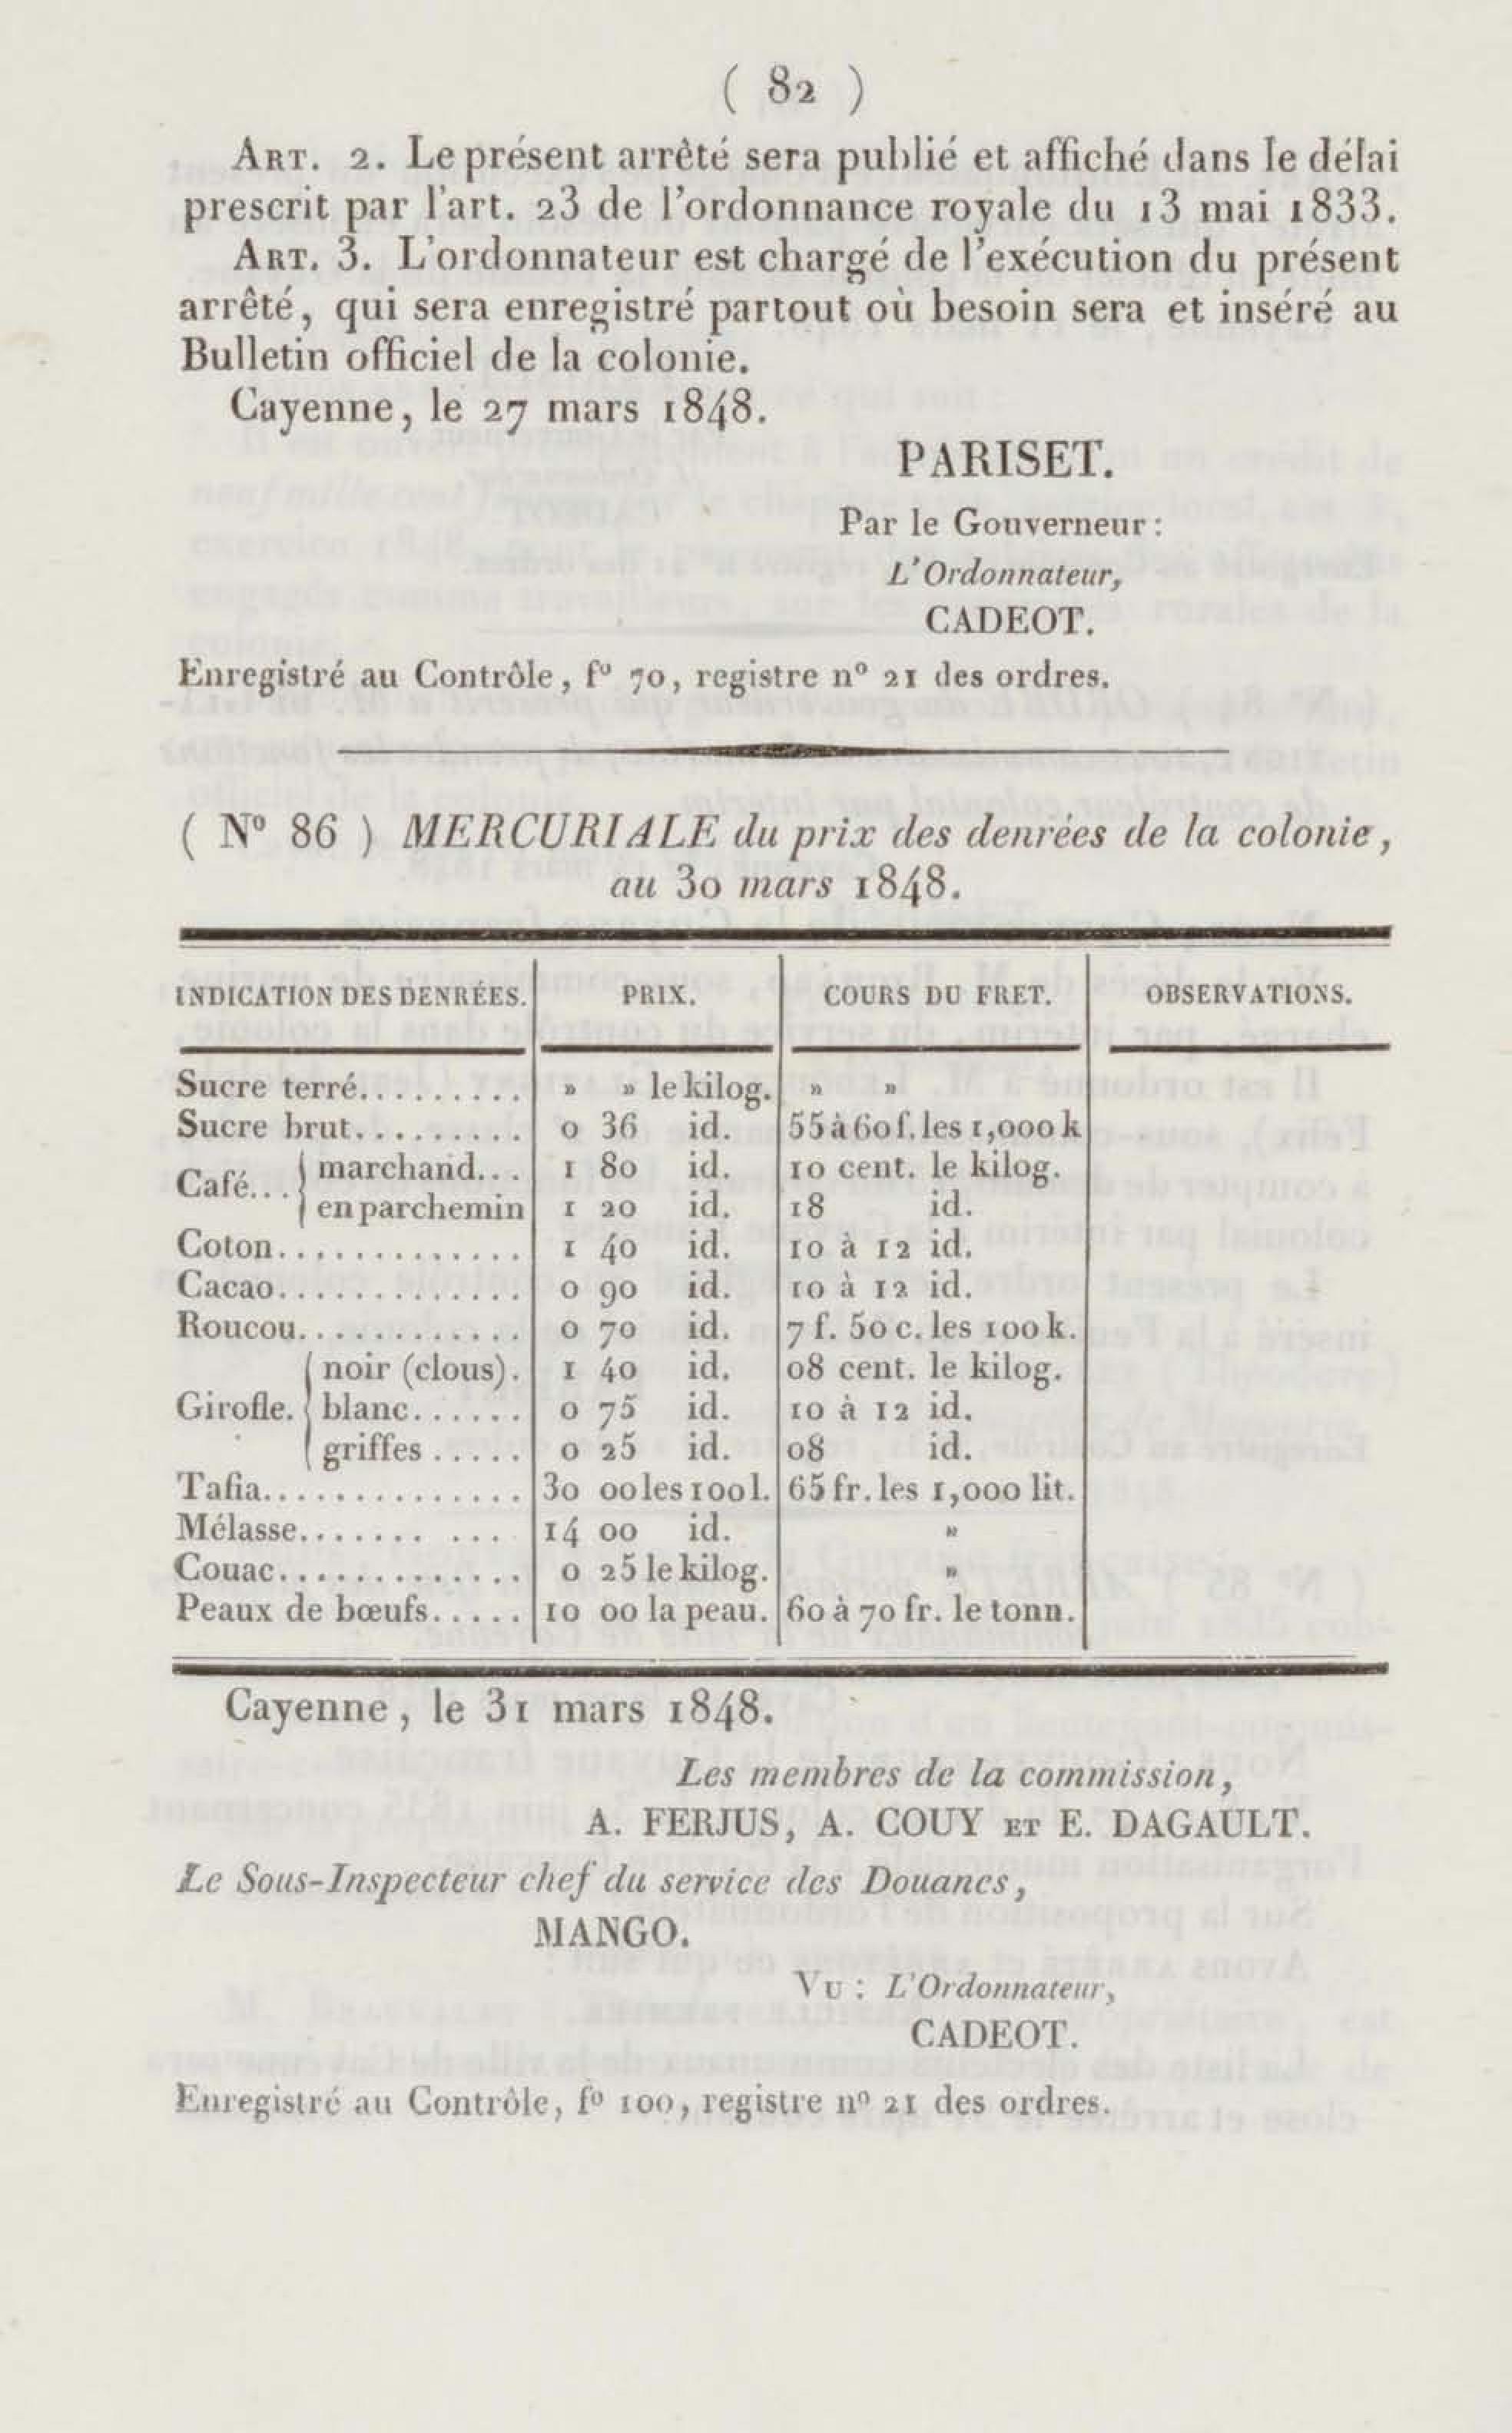 ( 82 )
ART. 2. Le présent arrêté sera publié et affiché dans le délai
prescrit par l'art. 23 de l'ordonnance royale du 13 mai 1833.
ART. 3. L'ordonnateur est chargé de l'exécution du présent
arrêté, qui sera enregistré partout où besoin sera et inséré au
Bulletin officiel de la colonie.
Cayenne, le 27 mars 1848.
PARISET.
Par le Gouverneur :
L'Ordonnateur,
CADEOT.
Enregistré au Contrôle, fº 70, registre nº 21 des ordres.
( Nº 86 ) MERCURIALE du prix des denrées de la colonie,
au 30 mars 1848.
INDICATION DES DENRÉES. PRIX. COURS DU FRET. OBSERVATIONS.
Sucre terré.......... » » le kilog. » »
Sucre brut.......... 0 36 id. 55 à 60 f. les 1,000 k
Café... marchand... 1 80 id. 10 cent. le kilog.
en parchemin 1 20 id. 18 id.
Coton............. 1 40 id. 10 à 12 id.
Cacao............. 0 90 id. 10 à 12 id.
Roucou............ 0 70 id. 7 f. 50 c. les 100 k.
noir (clous). 1 40 id. 08 cent. le kilog.
Girofle. blanc...... 0 75 id. 10 à 12 id.
griffes ..... 0 25 id. 08 id.
Tafia.............. 30 00 les 100 l. 65 fr. les 1,000 lit.
Mélasse....... ... 14 00 id. »
Couac............. 0 25 le kilog. »
Peaux de bœufs..... 10 00 la peau. 60 à 70 fr. le tonn.
Cayenne, le 31 mars 1848.
Les membres de la commission,
A. FERJUS, A. COUY ET E. DAGAULT.
Le Sous-Inspecteur chef du service des Douanes,
MANGO.
VU : L'Ordonnateur,
CADEOT.
Enregistré au Contrôle, fº 100, registre nº 21 des ordres.